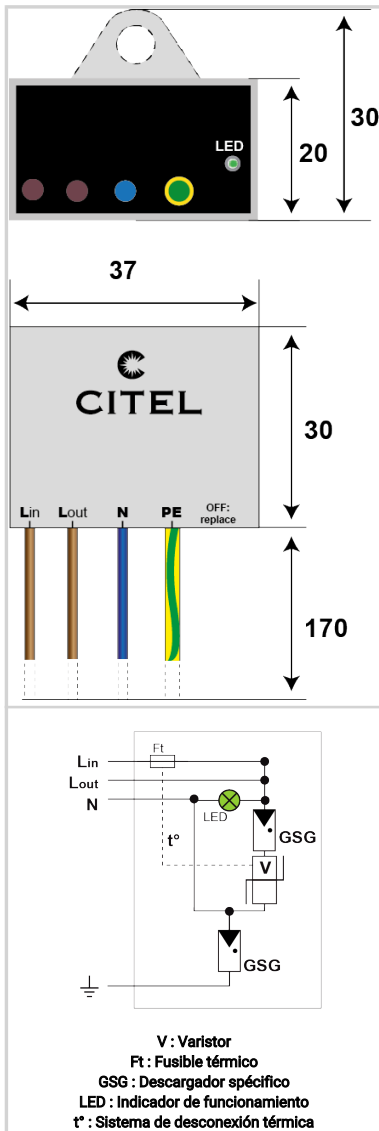 30
LED
20
37
CITEL
30
Lin Lout N PE OFF:
replace
170
Ft
Lin
Lout
N
LED
GSG
t°
V
GSG
V : Varistor
Ft : Fusible térmico
GSG : Descargador spécifico
LED : Indicador de funcionamiento
t° : Sistema de desconexión térmica